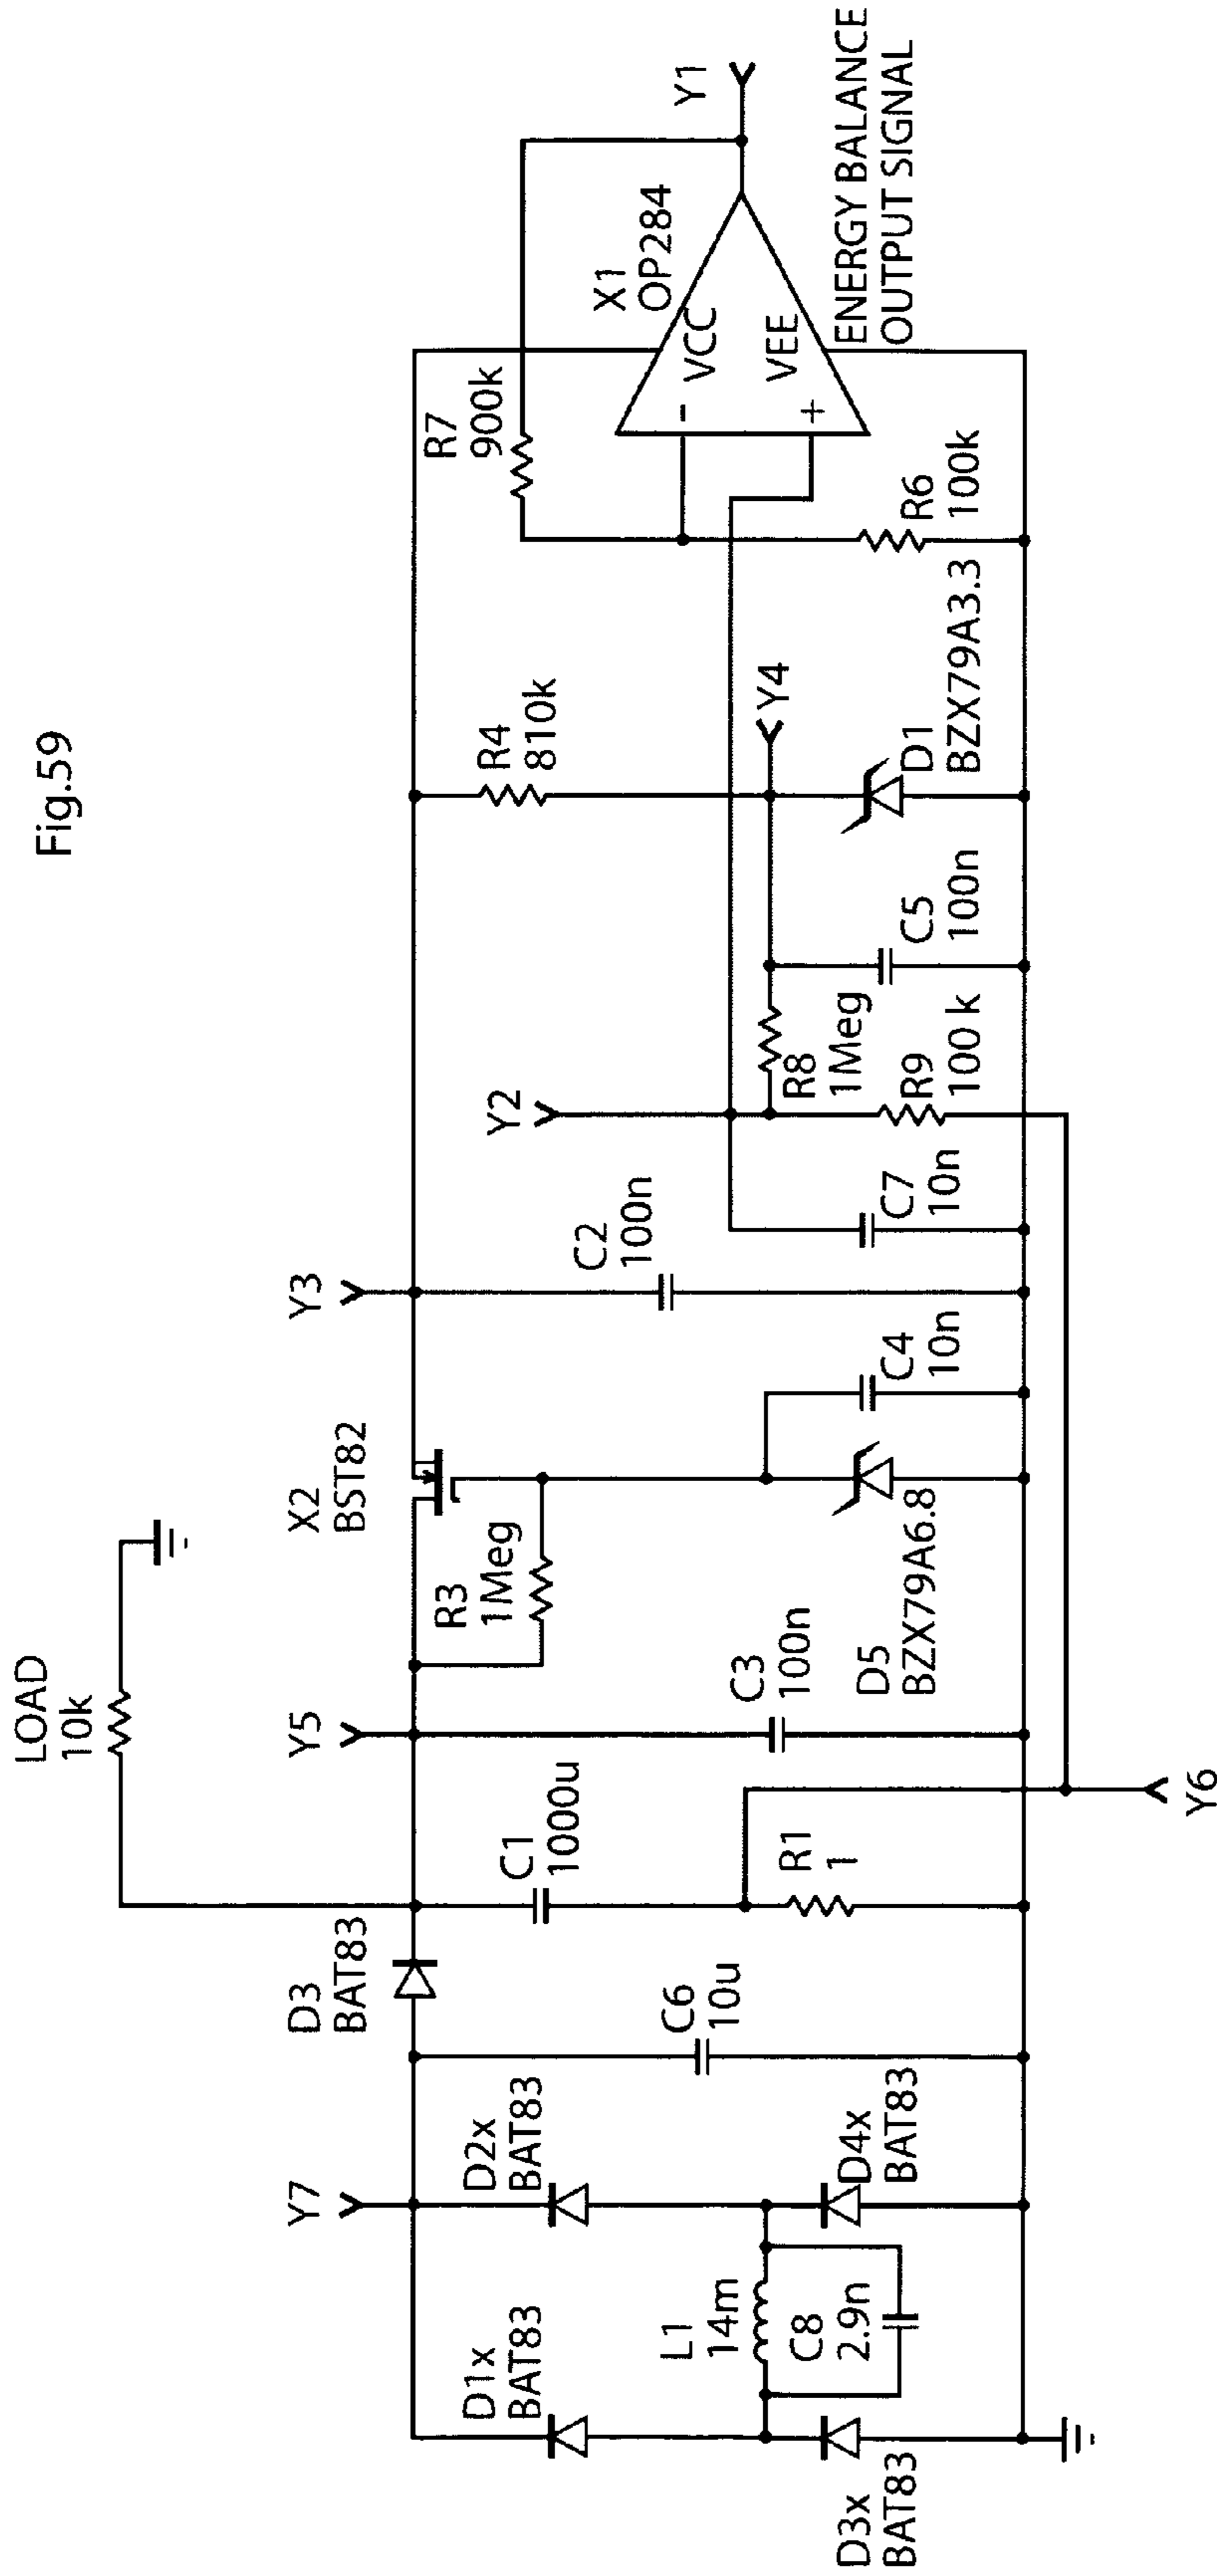 Fig.59
LOAD
10k
Y7
D3
BAT83
Y5
X2
BST82
Y3
D1x
BAT83
D2x
BAT83
C1
1000u
R3
1Meg
Y2
R4
810k
R7
900k
X1
OP284
Y1
L1
14m
C6
10u
C3
100n
C2
100n
-
VCC
VEE
+
Y4
C8
2.9n
R1
1
R8
1Meg
D3x
BAT83
D4x
BAT83
D5
BZX79A6.8
C4
10n
C7
10n
R9
100 k
C5
100n
D1
BZX79A3.3
R6
100k
ENERGY BALANCE
OUTPUT SIGNAL
Y6